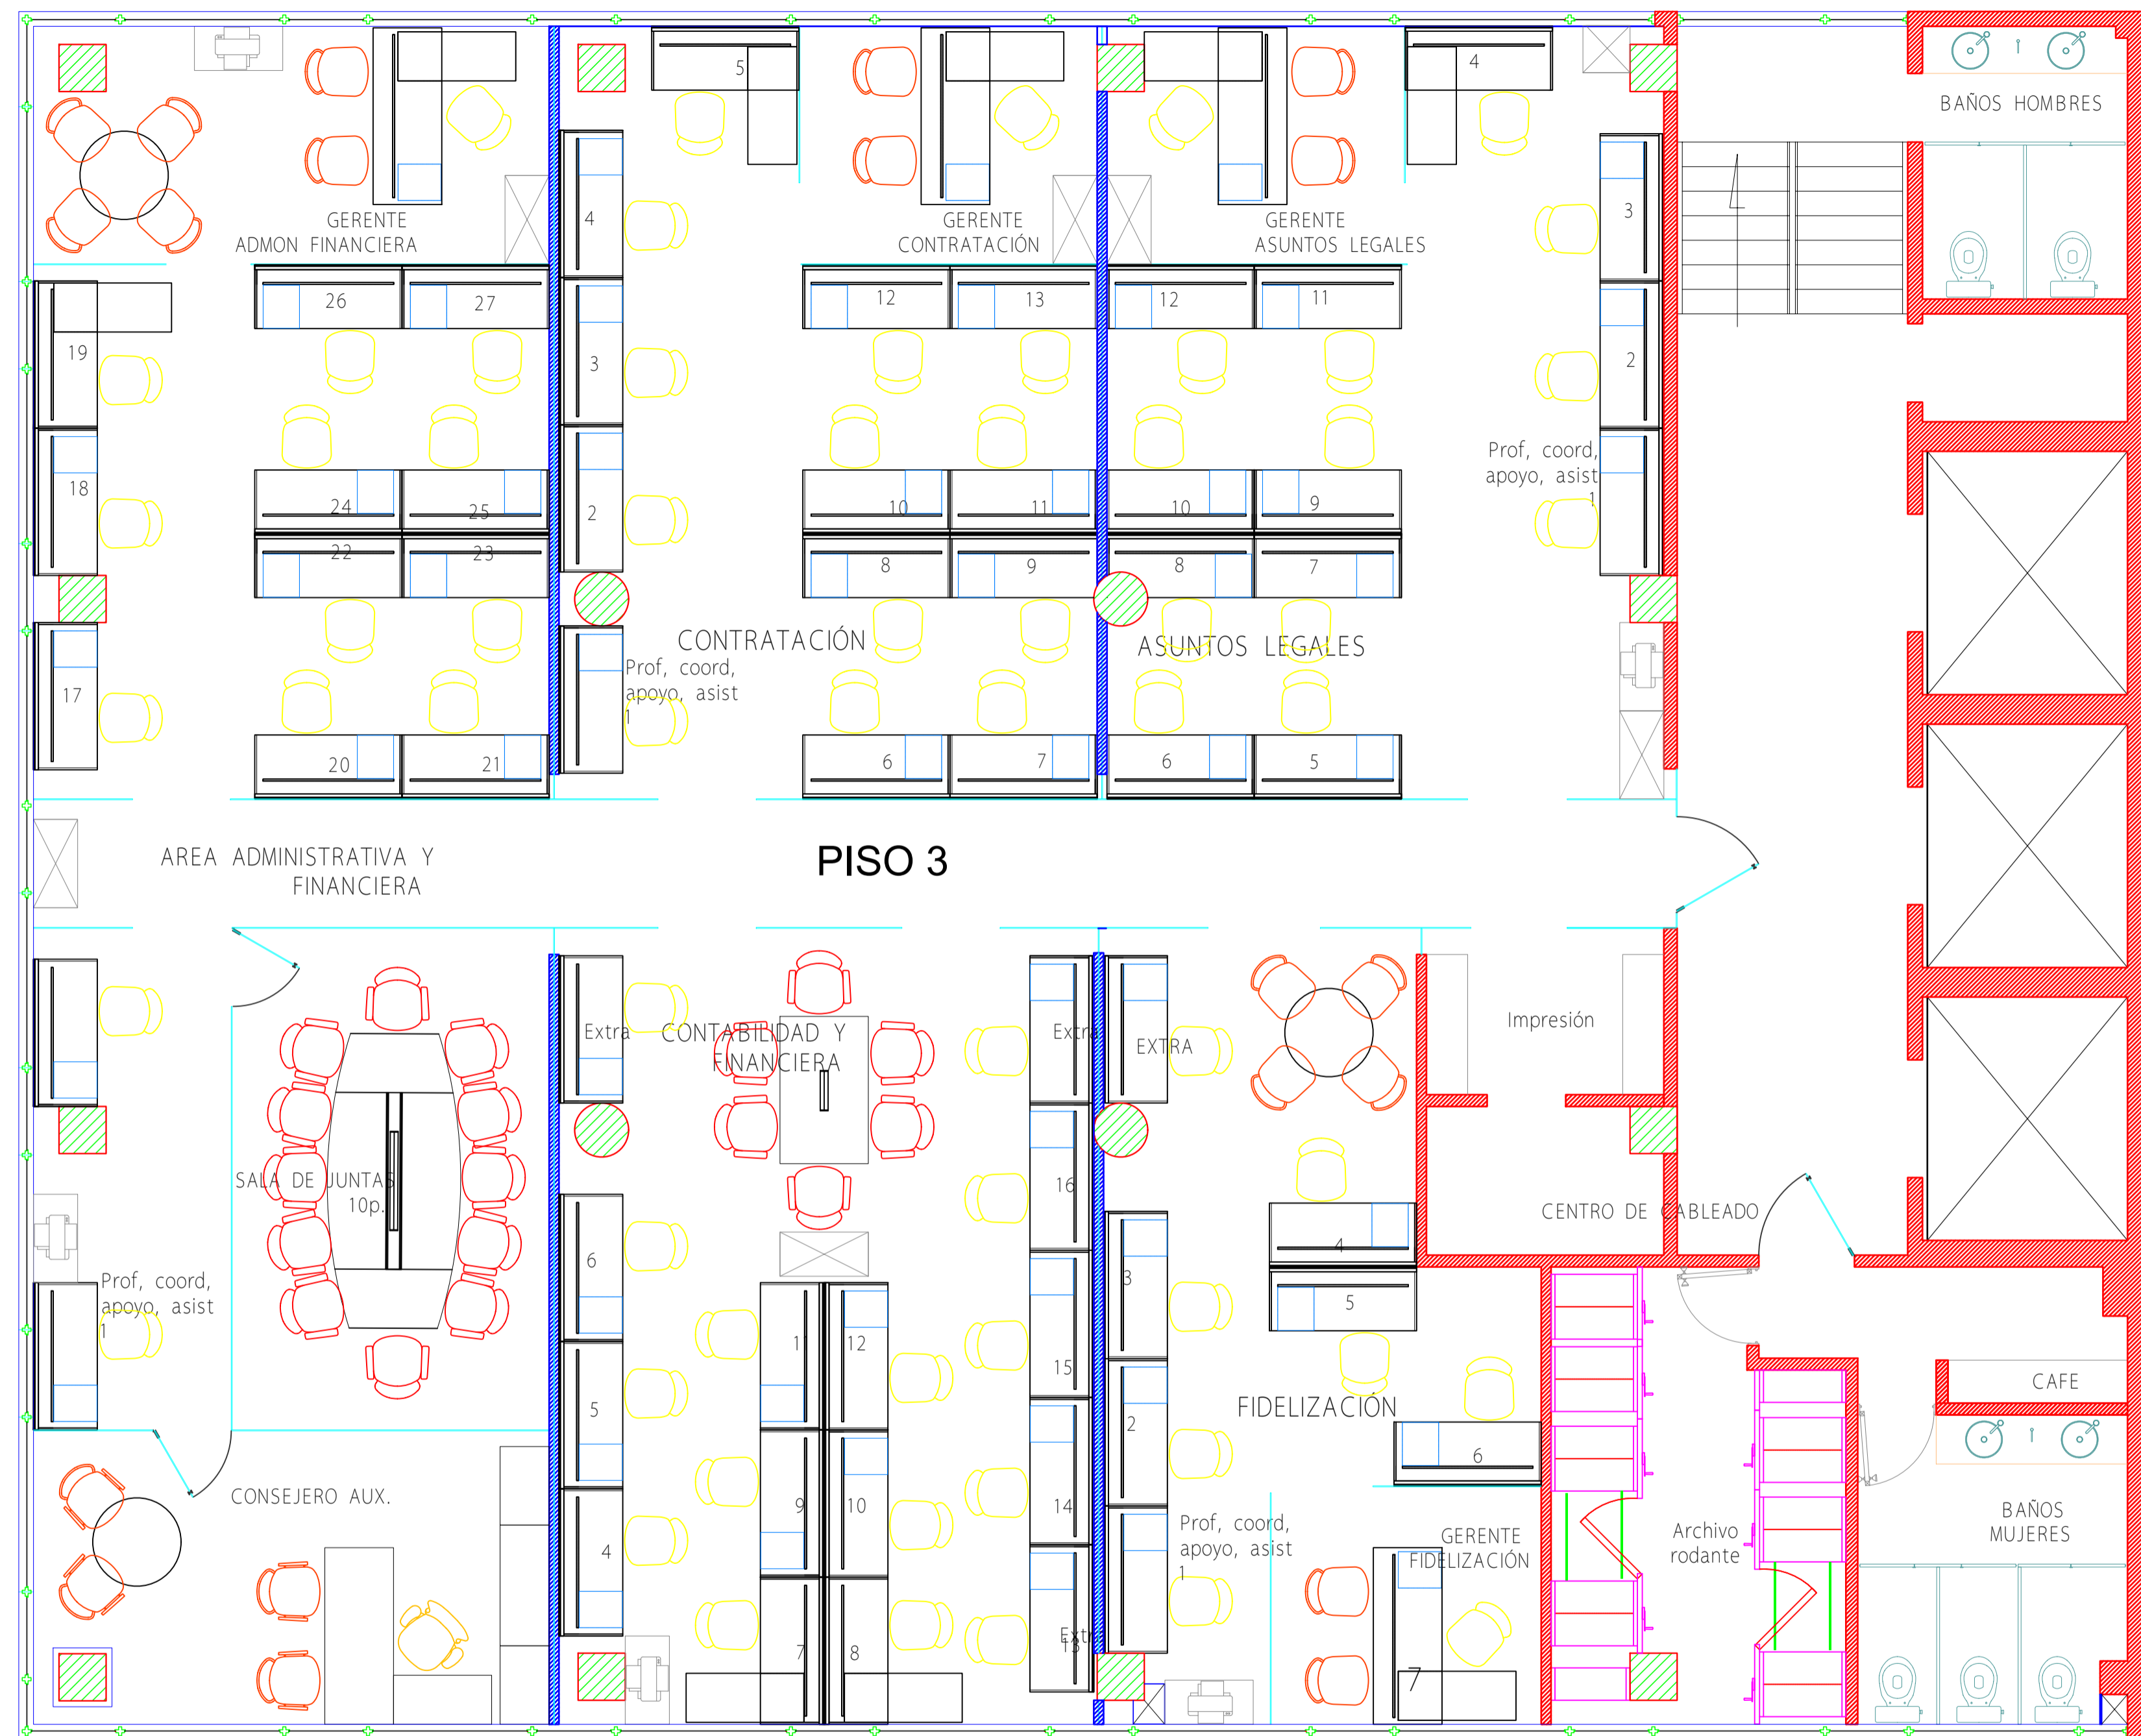 5
4
BAÑOS HOMBRES
GERENTE
ADMON FINANCIERA
4
GERENTE
CONTRATACIÓN
GERENTE
ASUNTOS LEGALES
3
26
27
12
13
12
11
19
3
2
18
24
25
2
10
11
10
9
Prof, coord,
apoyo, asist
1
22
23
8
9
8
7
CONTRATACIÓN
ASUNTOS LEGALES
Prof, coord,
apoyo, asist
1
17
20
21
6
7
6
5
AREA ADMINISTRATIVA Y
FINANCIERA
PISO 3
Extra
CONTABILIDAD Y
FINANCIERA
Extra
EXTRA
Impresión
SALA DE JUNTAS
10p.
16
CENTRO DE CABLEADO
Prof, coord,
apoyo, asist
1
6
4
3
5
11
12
15
CAFE
5
2
FIDELIZACIÓN
6
CONSEJERO AUX.
9
10
14
4
Prof, coord,
apoyo, asist
1
GERENTE
FIDELIZACIÓN
Archivo
rodante
BAÑOS
MUJERES
7
8
Extra
13
7